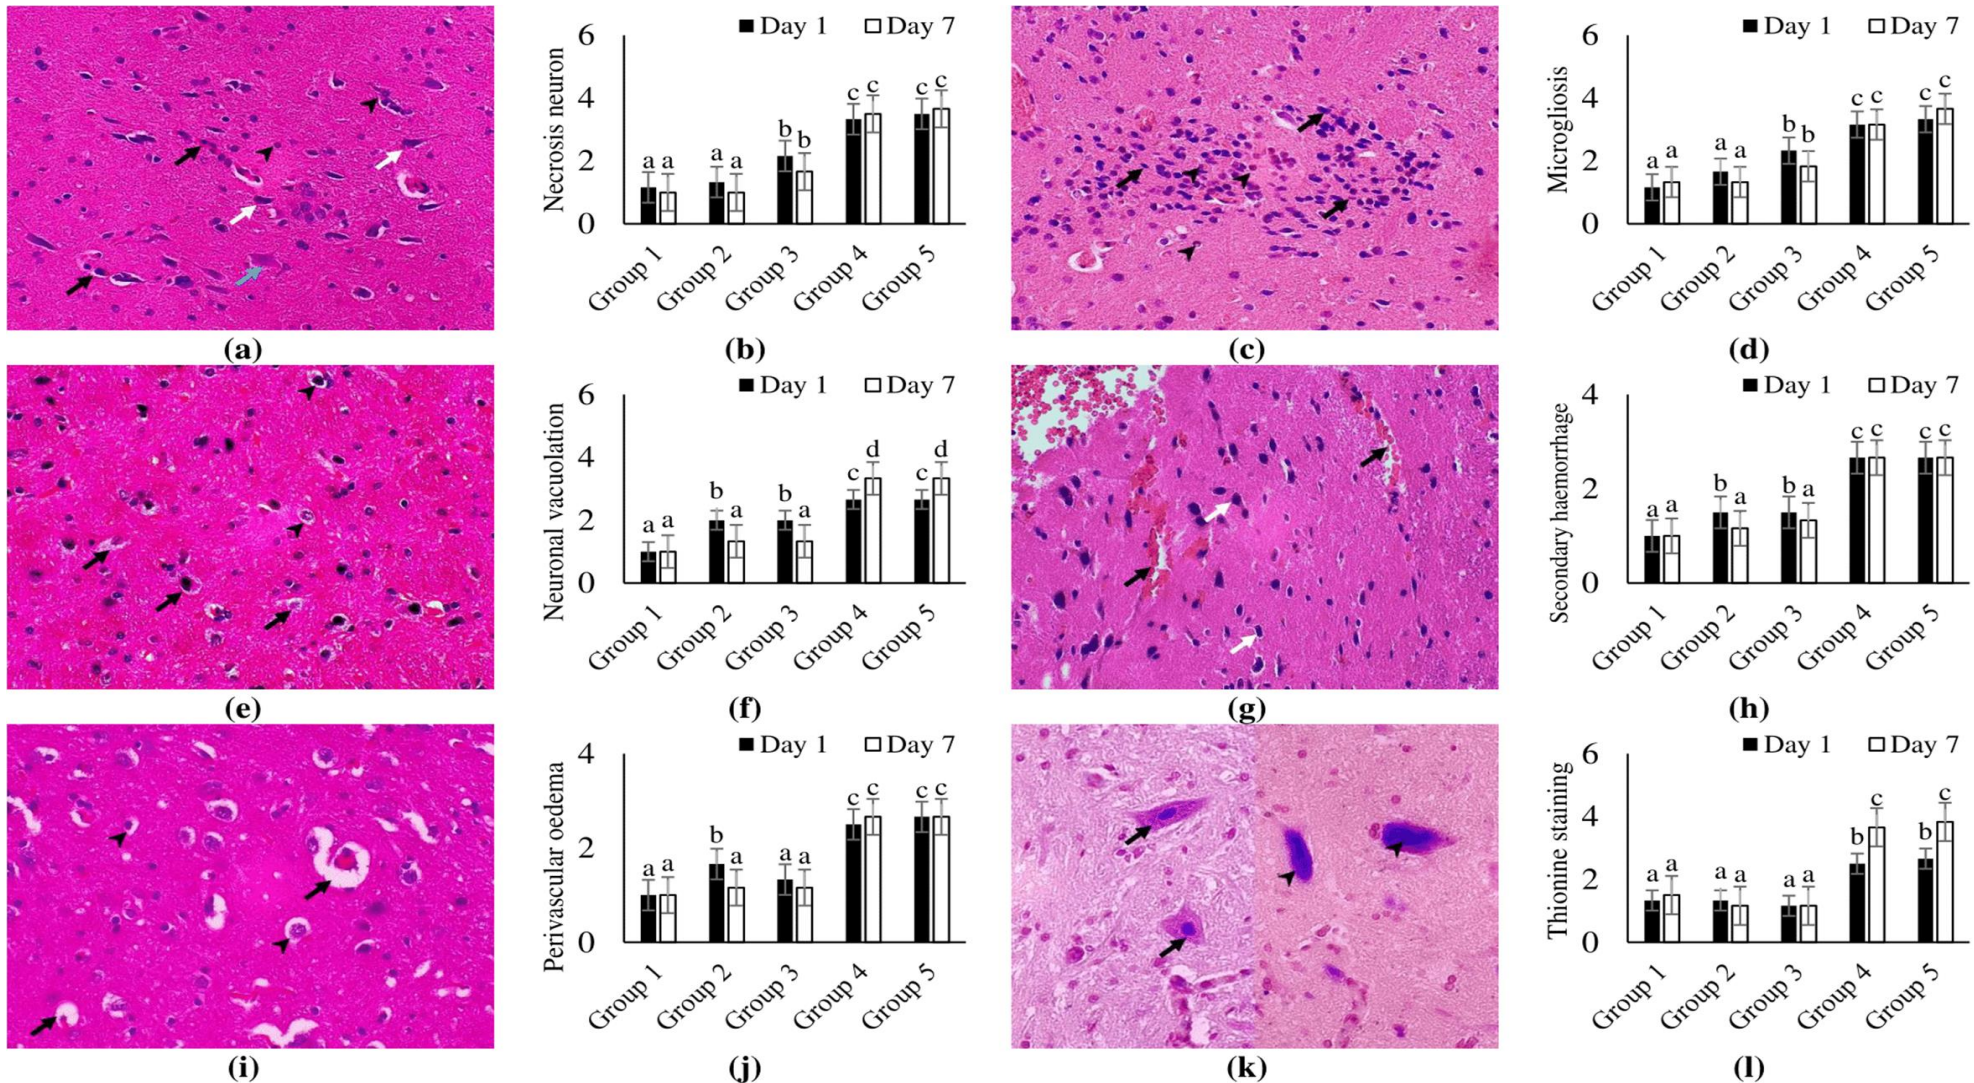 6
4
2
0
Necrosis neuron
Day 1 Day 7
a a a a b b c c c c
Group 1 Group 2 Group 3 Group 4 Group 5
6
4
2
0
Microgliosis
Day 1 Day 7
a a a a b b c c c c
Group 1 Group 2 Group 3 Group 4 Group 5
(a) (b) (c) (d)
6
4
2
0
Neuronal vacuolation
Day 1 Day 7
a a b a b a c d c d
Group 1 Group 2 Group 3 Group 4 Group 5
4
2
0
Secondary haemorrhage
Day 1 Day 7
a a b a b a c c c c
Group 1 Group 2 Group 3 Group 4 Group 5
(e) (f) (g) (h)
4
2
0
Perivascular oedema
Day 1 Day 7
a a b a a a c c c c
Group 1 Group 2 Group 3 Group 4 Group 5
6
4
2
0
Thionine staining
Day 1 Day 7
a a a a a a b c b c
Group 1 Group 2 Group 3 Group 4 Group 5
(i) (j) (k) (l)